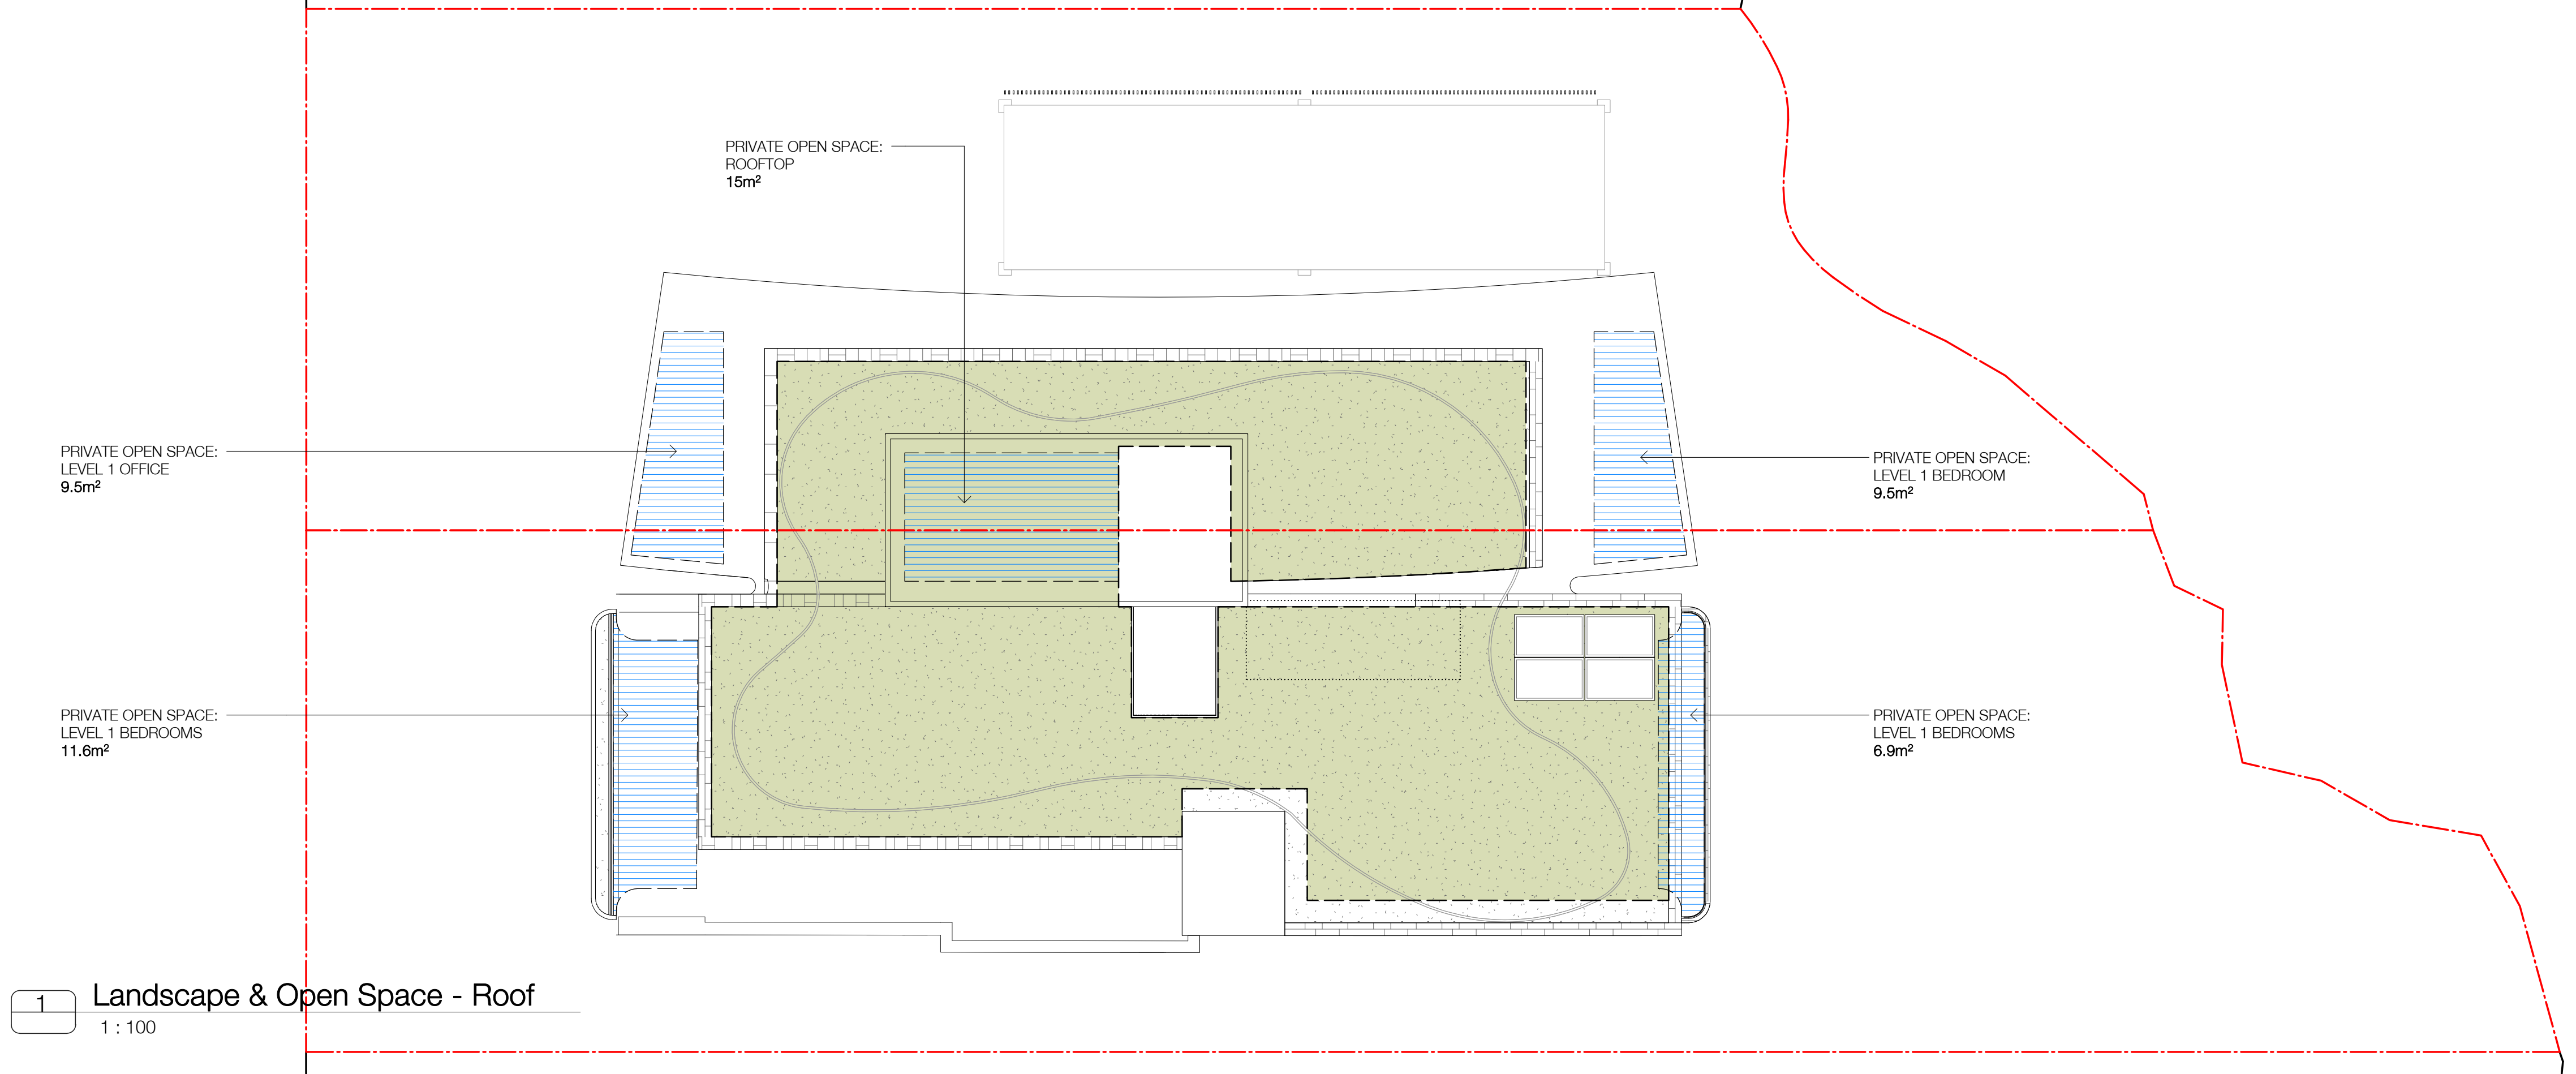 PRIVATE OPEN SPACE:
ROOFTOP
15m²
PRIVATE OPEN SPACE:
LEVEL 1 OFFICE
9.5m²
PRIVATE OPEN SPACE:
LEVEL 1 BEDROOM
9.5m²
PRIVATE OPEN SPACE:
LEVEL 1 BEDROOMS
11.6m²
PRIVATE OPEN SPACE:
LEVEL 1 BEDROOMS
6.9m²
1
Landscape & Open Space - Roof
1 : 100